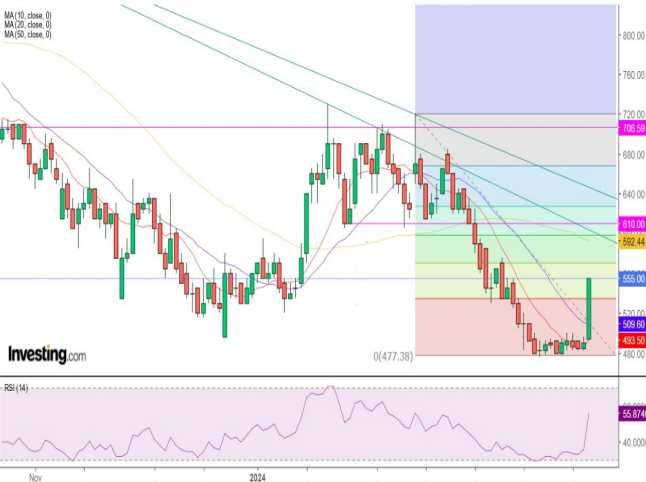 MA (10, close, 0)
MA (20, close, 0)
MA (50, close, 0)
800.00
760.00
720.00
706.59
680.00
640.00
610.00
592.44
555.00
520.00
509.60
493.50
480.00
0(477.38)
Investing.com
RSI (14)
55.8740
40.0000
Nov
2024